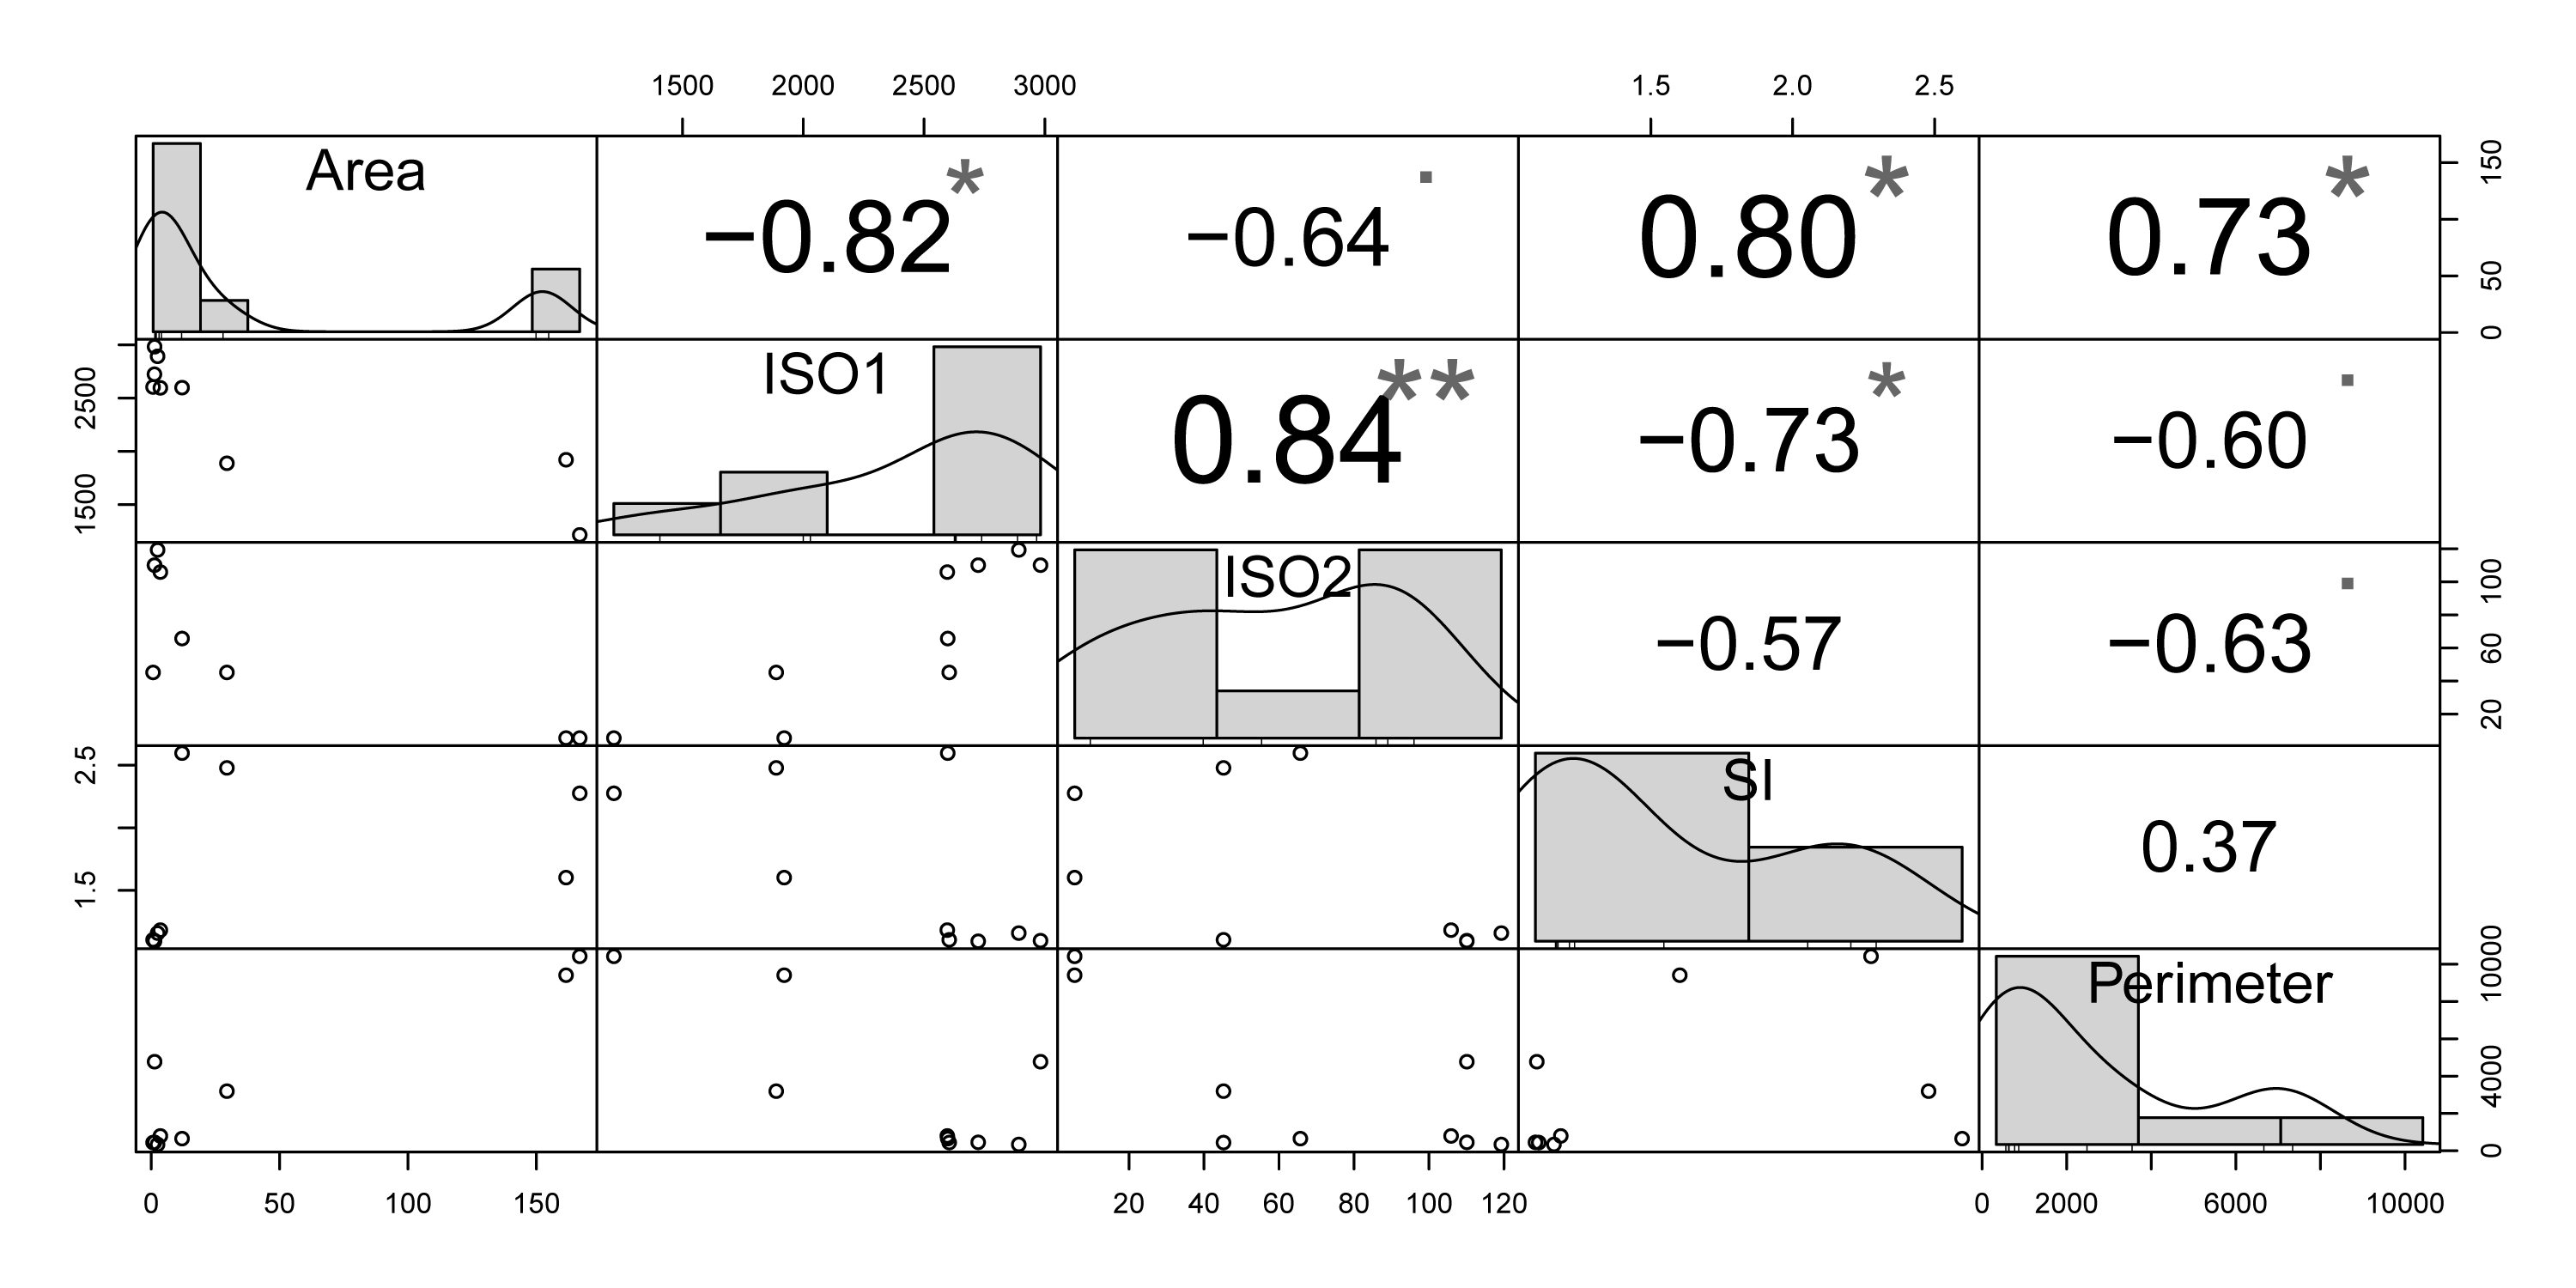 1500 2000 2500 3000 1.5 2.0 2.5
Area −0.82 * −0.64 . 0.80 * 0.73 * 0 50 150
1500 2500 ISO1 0.84 ** −0.73 * −0.60 .
ISO2 −0.57 −0.63 . 20 60 100
1.5 2.5 SI 0.37
Perimeter 0 4000 10000
0 50 100 150 20 40 60 80 100 120 0 2000 6000 10000